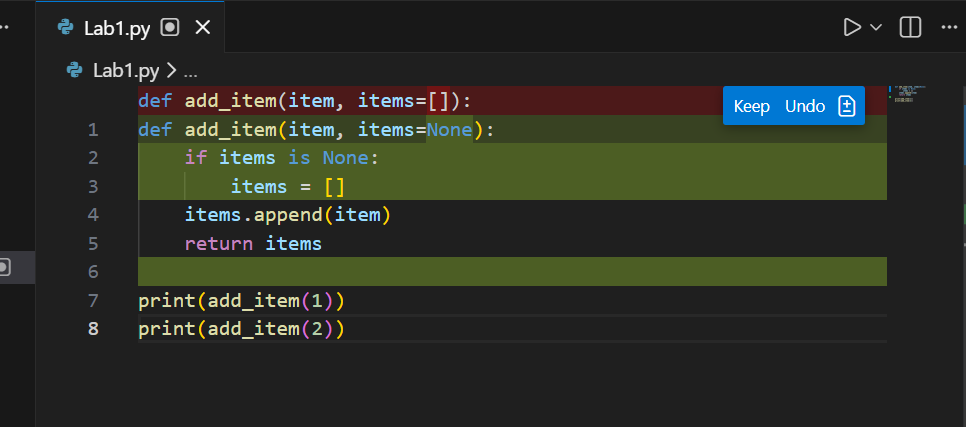 Lab1.py
Lab1.py > ...
def add_item(item, items=[]):
Keep Undo
1 def add_item(item, items=None):
2     if items is None:
3         items = []
4     items.append(item)
5     return items
6
7 print(add_item(1))
8 print(add_item(2))